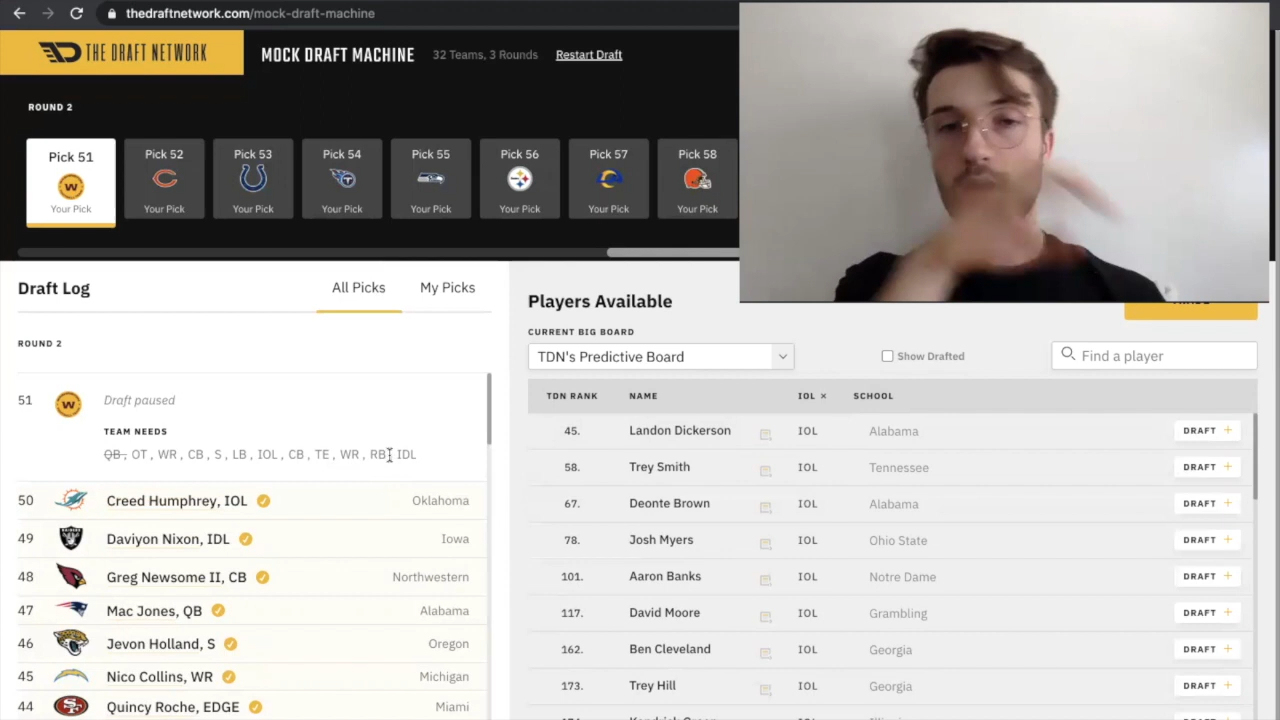 thedraftnetwork.com/mock-draft-machine
THE DRAFT NETWORK
MOCK DRAFT MACHINE
32 Teams, 3 Rounds
Restart Draft
ROUND 2
Pick 51
W
Your Pick
Pick 52
Your Pick
Pick 53
Your Pick
Pick 54
Your Pick
Pick 55
Your Pick
Pick 56
Your Pick
Pick 57
Your Pick
Pick 58
Your Pick
Draft Log
All Picks
My Picks
ROUND 2
51 W Draft paused
TEAM NEEDS
QB, OT, WR, CB, S, LB, IOL, CB, TE, WR, RB, IDL
50 Creed Humphrey, IOL Oklahoma
49 Daviyon Nixon, IDL Iowa
48 Greg Newsome II, CB Northwestern
47 Mac Jones, QB Alabama
46 Jevon Holland, S Oregon
45 Nico Collins, WR Michigan
44 Quincy Roche, EDGE Miami
Players Available
CURRENT BIG BOARD
TDN's Predictive Board
Show Drafted
Find a player
TDN RANK NAME IOL × SCHOOL
45. Landon Dickerson IOL Alabama DRAFT +
58. Trey Smith IOL Tennessee DRAFT +
67. Deonte Brown IOL Alabama DRAFT +
78. Josh Myers IOL Ohio State DRAFT +
101. Aaron Banks IOL Notre Dame DRAFT +
117. David Moore IOL Grambling DRAFT +
162. Ben Cleveland IOL Georgia DRAFT +
173. Trey Hill IOL Georgia DRAFT +